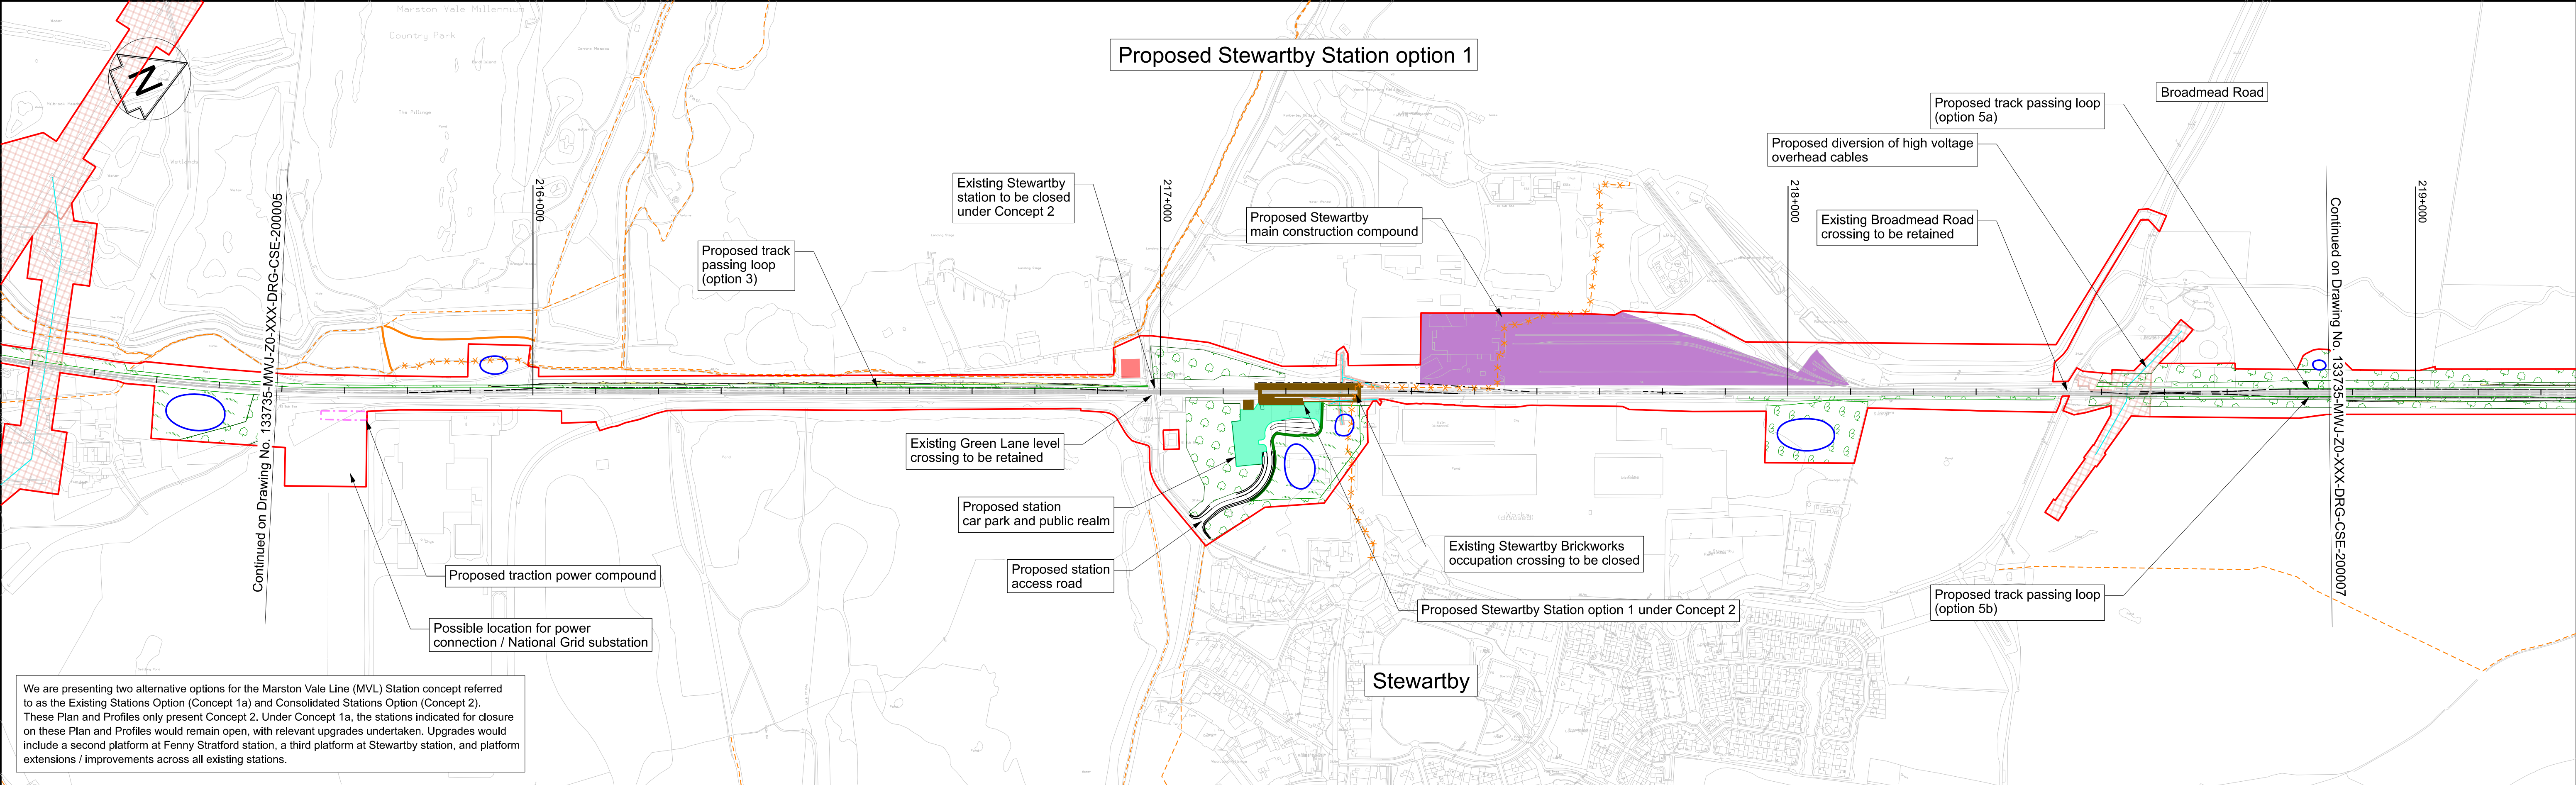 Marston Vale Millennium
Country Park
The Pillinge
Wetlands
N
Proposed Stewartby Station option 1
Broadmead Road
Proposed track passing loop
(option 5a)
Proposed diversion of high voltage
overhead cables
Existing Stewartby
station to be closed
under Concept 2
Proposed Stewartby
main construction compound
Existing Broadmead Road
crossing to be retained
Proposed track
passing loop
(option 3)
216+000
217+000
218+000
219+000
Continued on Drawing No. 133735-MWJ-Z0-XXX-DRG-CSE-200005
Continued on Drawing No. 133735-MWJ-Z0-XXX-DRG-CSE-200007
Existing Green Lane level
crossing to be retained
Proposed station
car park and public realm
Proposed station
access road
Existing Stewartby Brickworks
occupation crossing to be closed
Proposed Stewartby Station option 1 under Concept 2
Proposed track passing loop
(option 5b)
Proposed traction power compound
Possible location for power
connection / National Grid substation
Stewartby
We are presenting two alternative options for the Marston Vale Line (MVL) Station concept referred
to as the Existing Stations Option (Concept 1a) and Consolidated Stations Option (Concept 2).
These Plan and Profiles only present Concept 2. Under Concept 1a, the stations indicated for closure
on these Plan and Profiles would remain open, with relevant upgrades undertaken. Upgrades would
include a second platform at Fenny Stratford station, a third platform at Stewartby station, and platform
extensions / improvements across all existing stations.